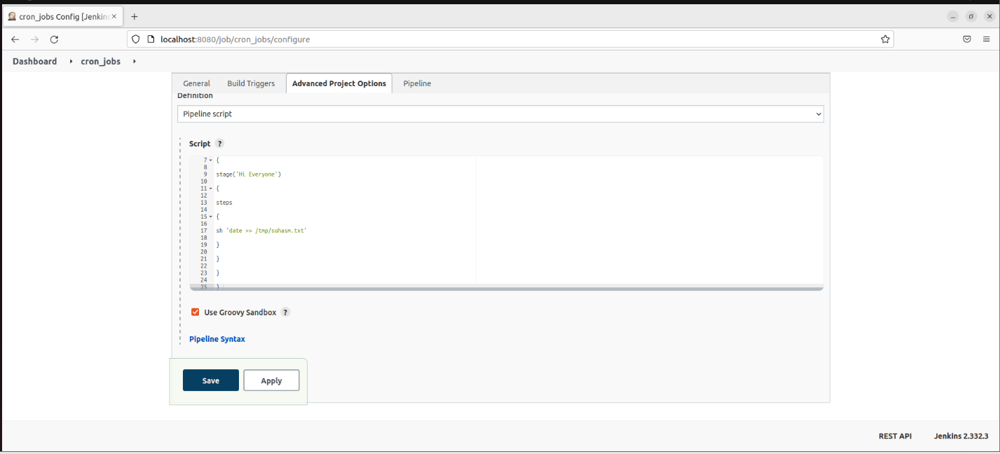 cron_jobs Config [Jenkins
localhost:8080/job/cron_jobs/configure
Dashboard cron_jobs
General Build Triggers Advanced Project Options Pipeline
Definition
Pipeline script
Script ?
7 {
8
9 stage('Hi Everyone')
10
11 {
12
13 steps
14
15 {
16
17 sh 'date >> /tmp/suhasm.txt'
18
19 }
20
21 }
22
23 }
24
25 }
Use Groovy Sandbox ?
Pipeline Syntax
Save Apply
REST API Jenkins 2.332.3